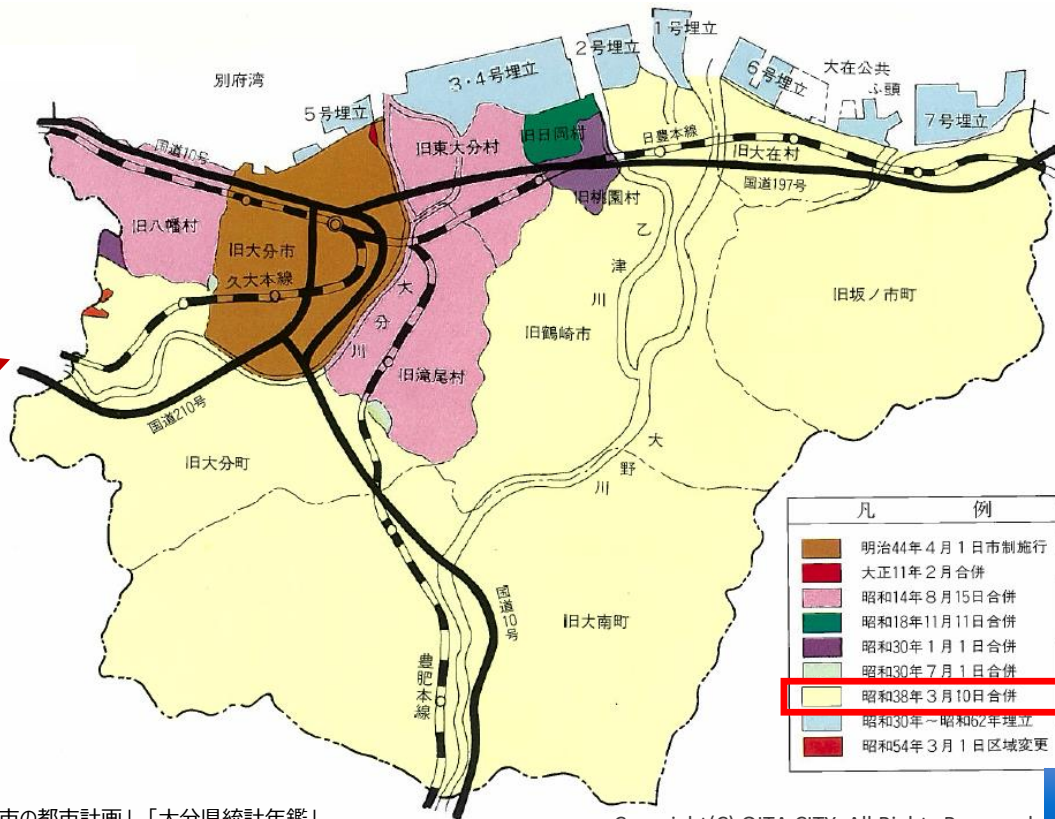 別府湾
5号埋立
3・4号埋立
2号埋立
1号埋立
6号埋立
大在公共
ふ頭
7号埋立
国道10号
旧八幡村
旧大分市
久大本線
旧東大分村
旧日岡村
旧桃園村
日豊本線
旧大在村
国道197号
乙津川
大分川
旧鶴崎市
旧坂ノ市町
旧滝尾村
国道210号
旧大分町
大野川
国道10号
旧大南町
豊肥本線
凡例
明治44年4月1日市制施行
大正11年2月合併
昭和14年8月15日合併
昭和18年11月11日合併
昭和30年1月1日合併
昭和30年7月1日合併
昭和38年3月10日合併
昭和30年~昭和62年埋立
昭和54年3月1日区域変更
市の都市計画」「大分県統計年鑑」